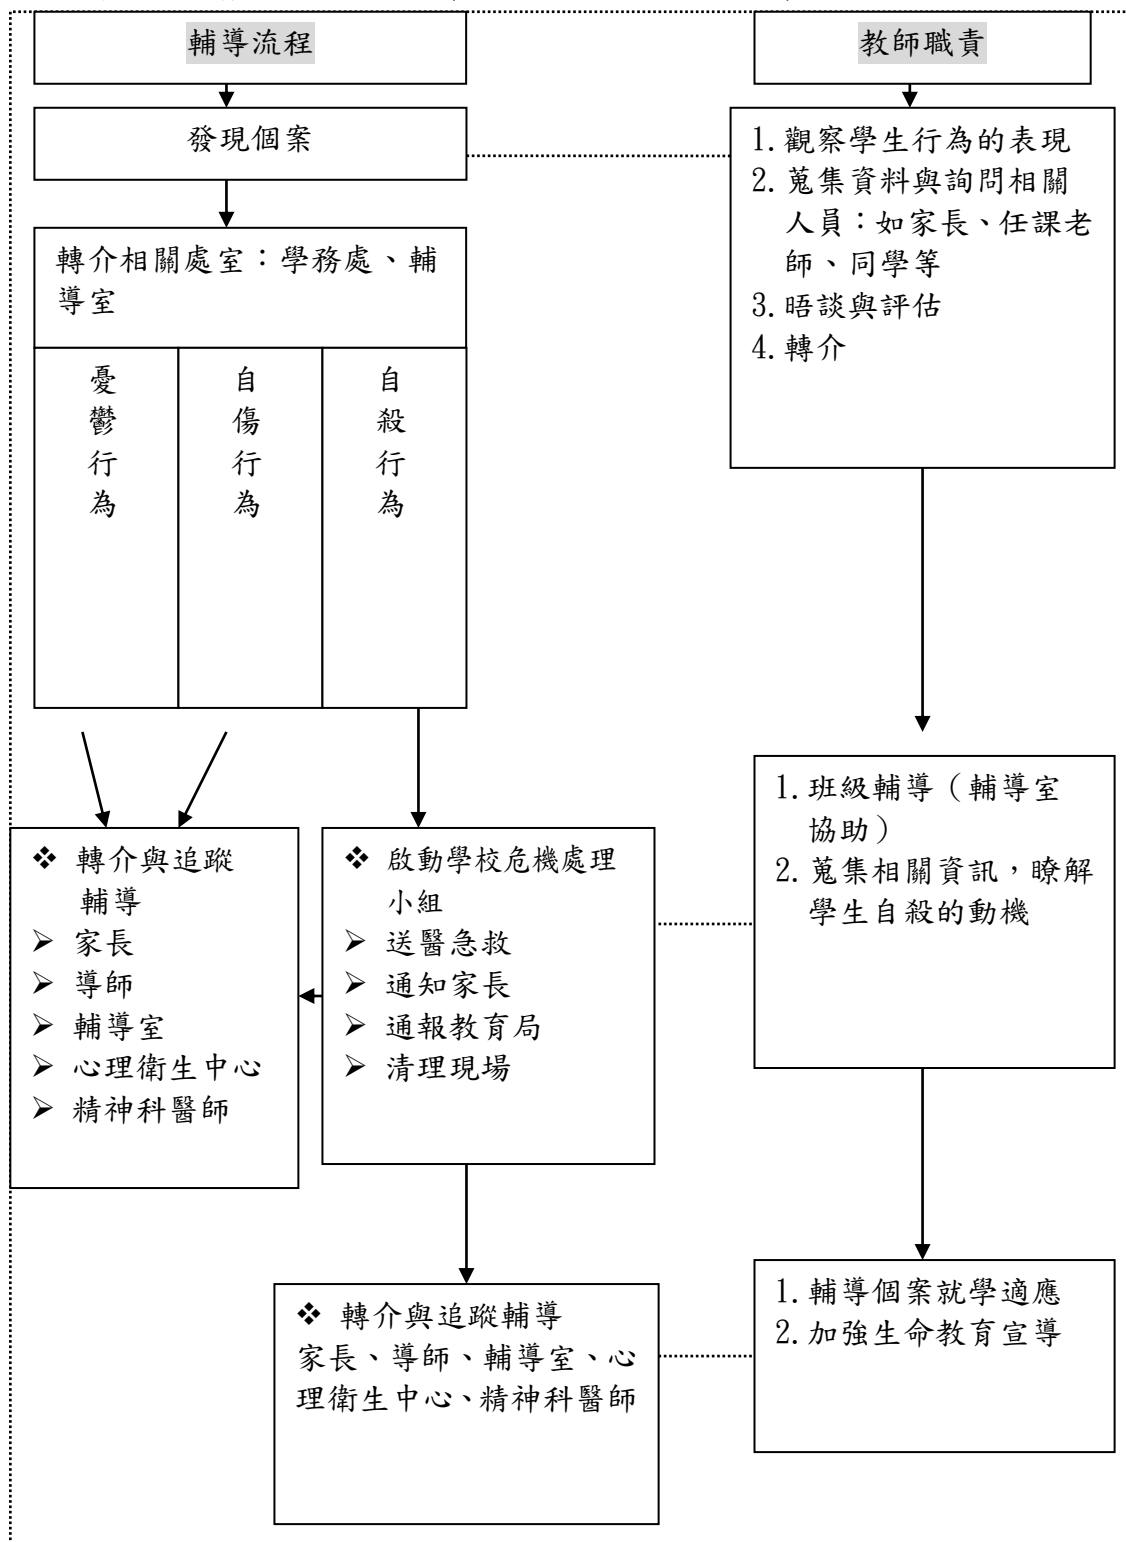 輔導流程
教師職責
發現個案
1.觀察學生行為的表現
2.蒐集資料與詢問相關
人員：如家長、任課老
師、同學等
3.晤談與評估
4.轉介
轉介相關處室：學務處、輔
導室
憂鬱行為
自傷行為
自殺行為
1.班級輔導（輔導室
協助）
2.蒐集相關資訊，瞭解
學生自殺的動機
❖ 轉介與追蹤
輔導
➢ 家長
➢ 導師
➢ 輔導室
➢ 心理衛生中心
➢ 精神科醫師
❖ 啟動學校危機處理
小組
➢ 送醫急救
➢ 通知家長
➢ 通報教育局
➢ 清理現場
❖ 轉介與追蹤輔導
家長、導師、輔導室、心
理衛生中心、精神科醫師
1.輔導個案就學適應
2.加強生命教育宣導